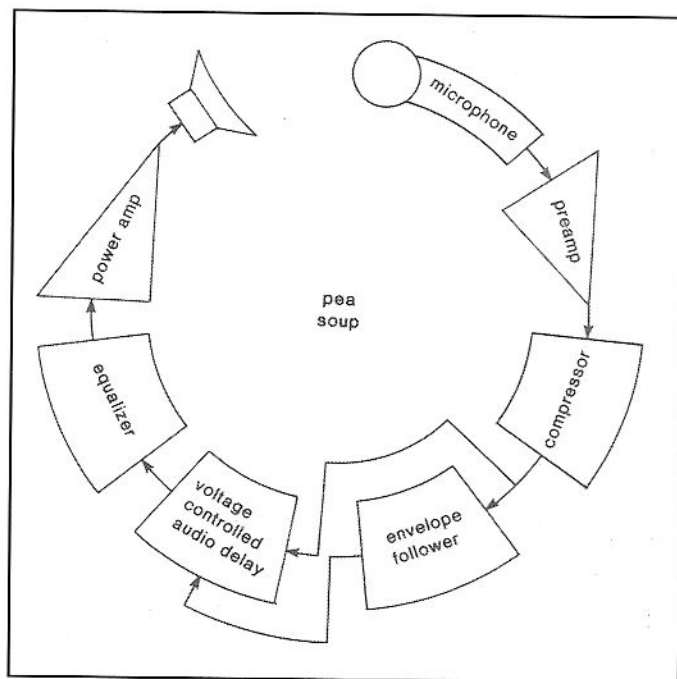 microphone
preamp
compressor
envelope
follower
voltage
controlled
audio delay
equalizer
power amp
pea
soup